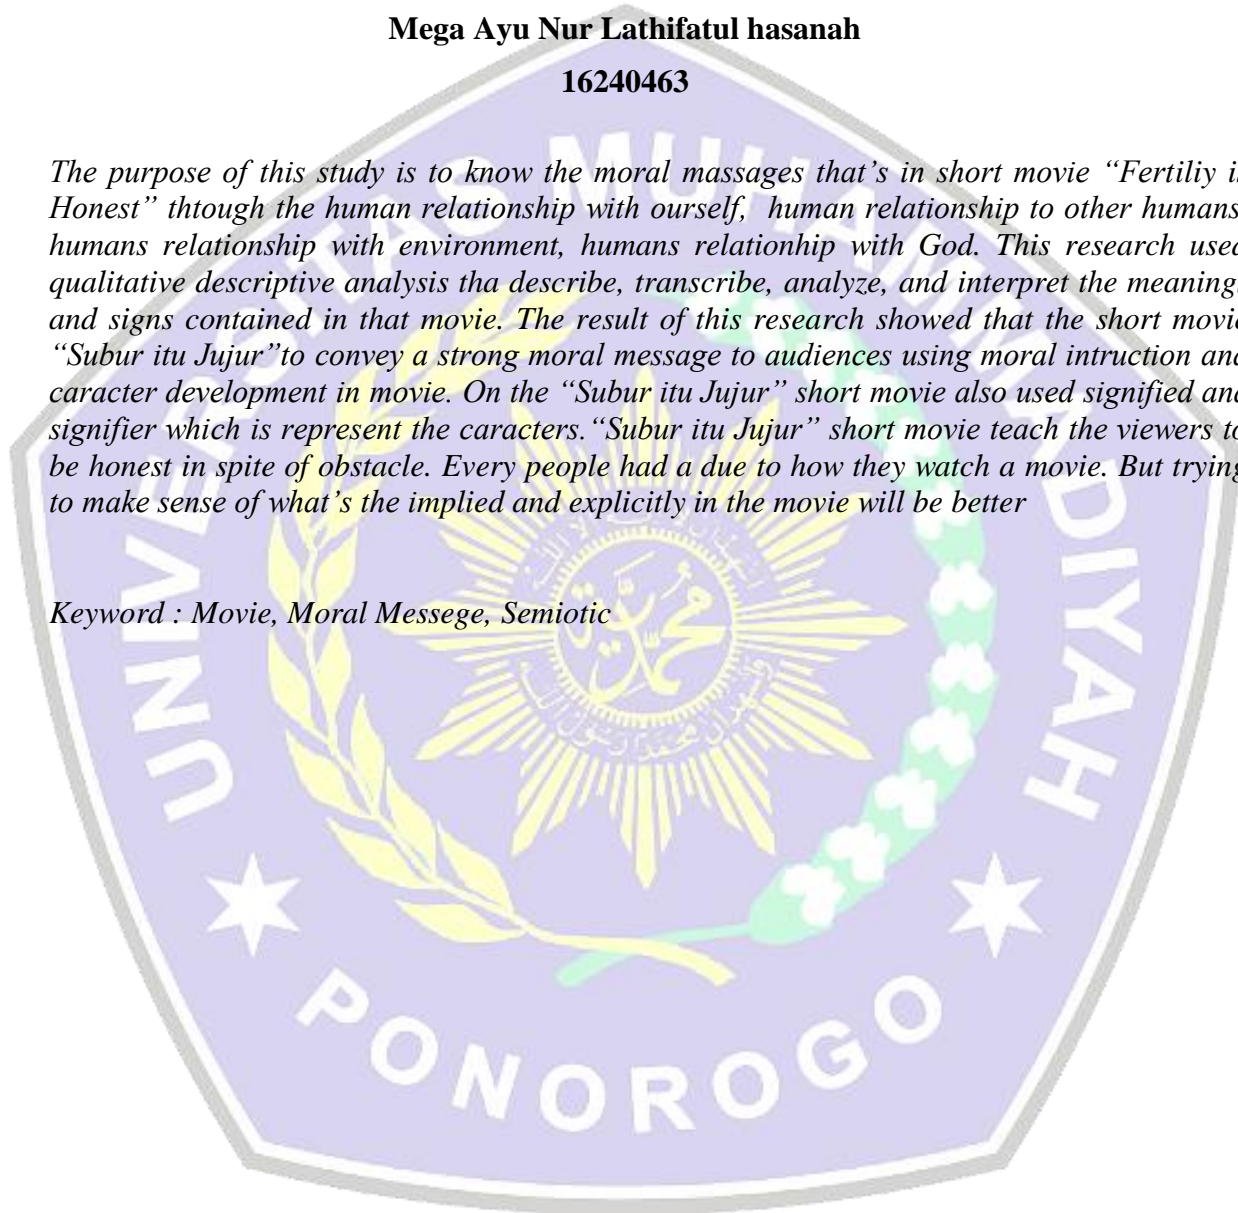 Mega Ayu Nur Lathifatul hasanah
16240463
The purpose of this study is to know the moral massages that’s in short movie “Fertiliy
Honest” thtough the human relationship with ourself, human relationship to other humans
humans relationship with environment, humans relationhip with God. This research used
qualitative descriptive analysis tha describe, transcribe, analyze, and interpret the meaning
and signs contained in that movie. The result of this research showed that the short movie
“Subur itu Jujur”to convey a strong moral message to audiences using moral intruction and
caracter development in movie. On the “Subur itu Jujur” short movie also used signified and
signifier which is represent the caracters.“Subur itu Jujur” short movie teach the viewers to
be honest in spite of obstacle. Every people had a due to how they watch a movie. But trying
to make sense of what’s the implied and explicitly in the movie will be better
Keyword : Movie, Moral Messege, Semiotic
UNIVERSITAS MUHAMMADIYAH
محمد
PONOROGO